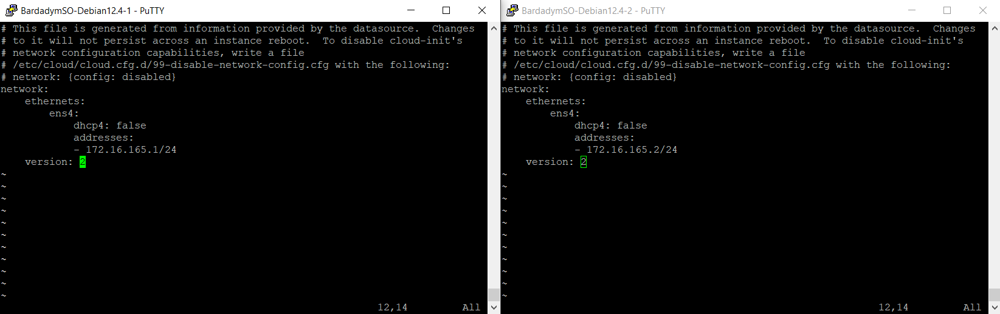 BardadymSO-Debian12.4-1 - PuTTY
# This file is generated from information provided by the datasource.  Changes
# to it will not persist across an instance reboot.  To disable cloud-init's
# network configuration capabilities, write a file
# /etc/cloud/cloud.cfg.d/99-disable-network-config.cfg with the following:
# network: {config: disabled}
network:
    ethernets:
        ens4:
            dhcp4: false
            addresses:
            - 172.16.165.1/24
    version: 2
~
~
~
~
~
~
~
~
~
~
~
12,14         All
BardadymSO-Debian12.4-2 - PuTTY
# This file is generated from information provided by the datasource.  Changes
# to it will not persist across an instance reboot.  To disable cloud-init's
# network configuration capabilities, write a file
# /etc/cloud/cloud.cfg.d/99-disable-network-config.cfg with the following:
# network: {config: disabled}
network:
    ethernets:
        ens4:
            dhcp4: false
            addresses:
            - 172.16.165.2/24
    version: 2
~
~
~
~
~
~
~
~
~
~
~
12,14         All